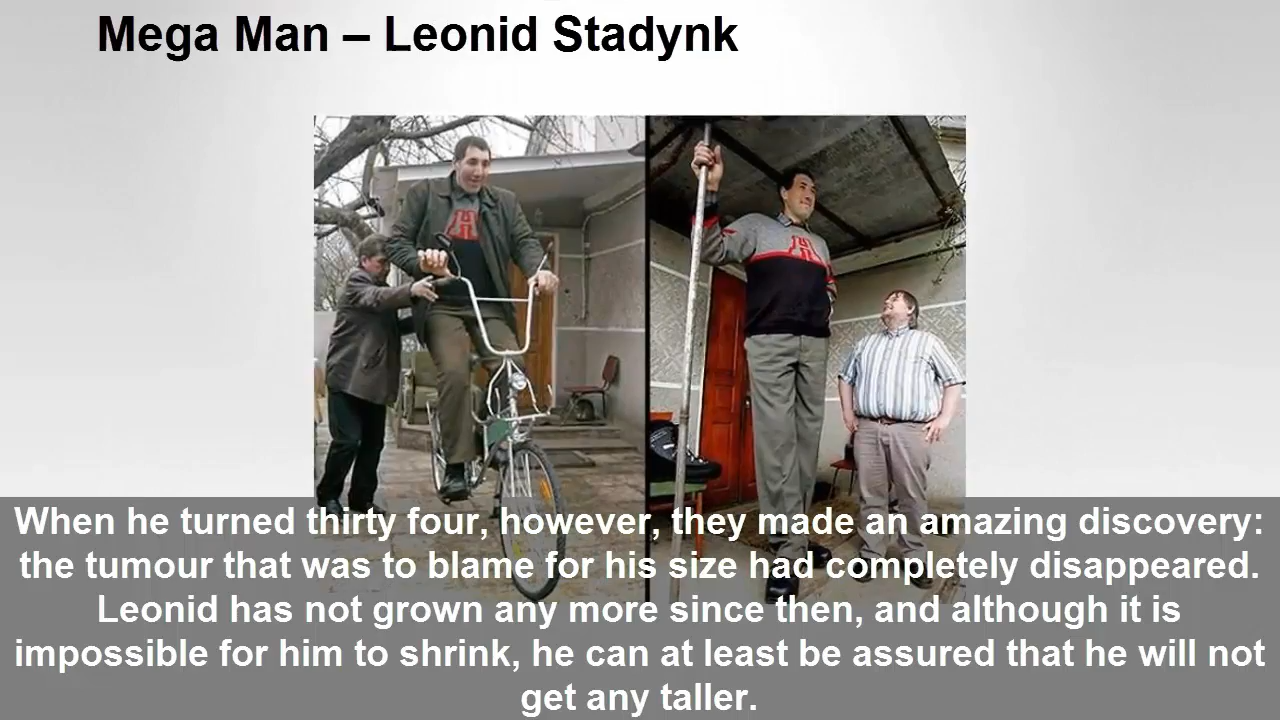 Mega Man – Leonid Stadynk
H
H
When he turned thirty four, however, they made an amazing discovery:
the tumour that was to blame for his size had completely disappeared.
Leonid has not grown any more since then, and although it is
impossible for him to shrink, he can at least be assured that he will not
get any taller.